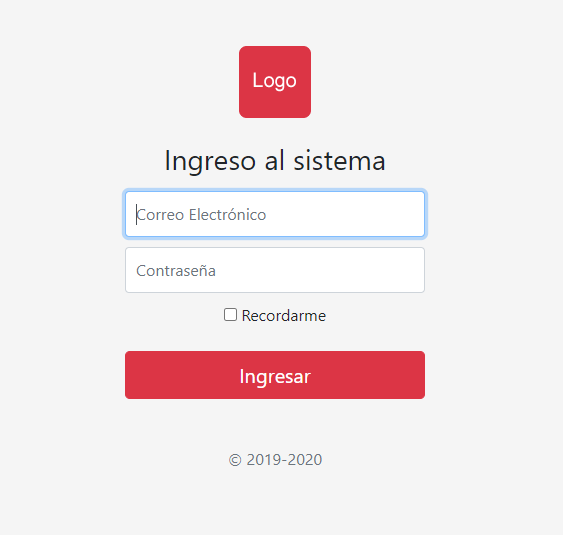 Logo
Ingreso al sistema
Correo Electrónico
Contraseña
Recordarme
Ingresar
© 2019-2020